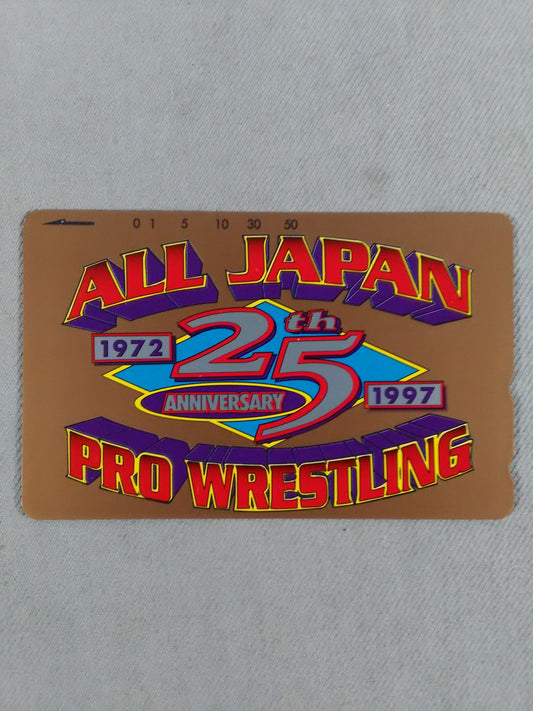 0 1 5 10 30 50
ALL JAPAN
25th
1972
ANNIVERSARY
1997
PRO WRESTLING